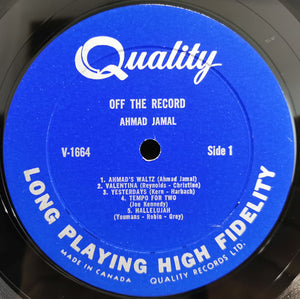 Quality
OFF THE RECORD
AHMAD JAMAL
V-1664 Side 1
1. AHMAD'S WALTZ (Ahmad Jamal)
2. VALENTINA (Reynolds - Christine)
3. YESTERDAYS (Kern - Harbach)
4. TEMPO FOR TWO
(Joe Kennedy)
5. HALLELUJAH
(Youmans - Robin - Grey)
LONG PLAYING HIGH FIDELITY
MADE IN CANADA QUALITY RECORDS LTD.